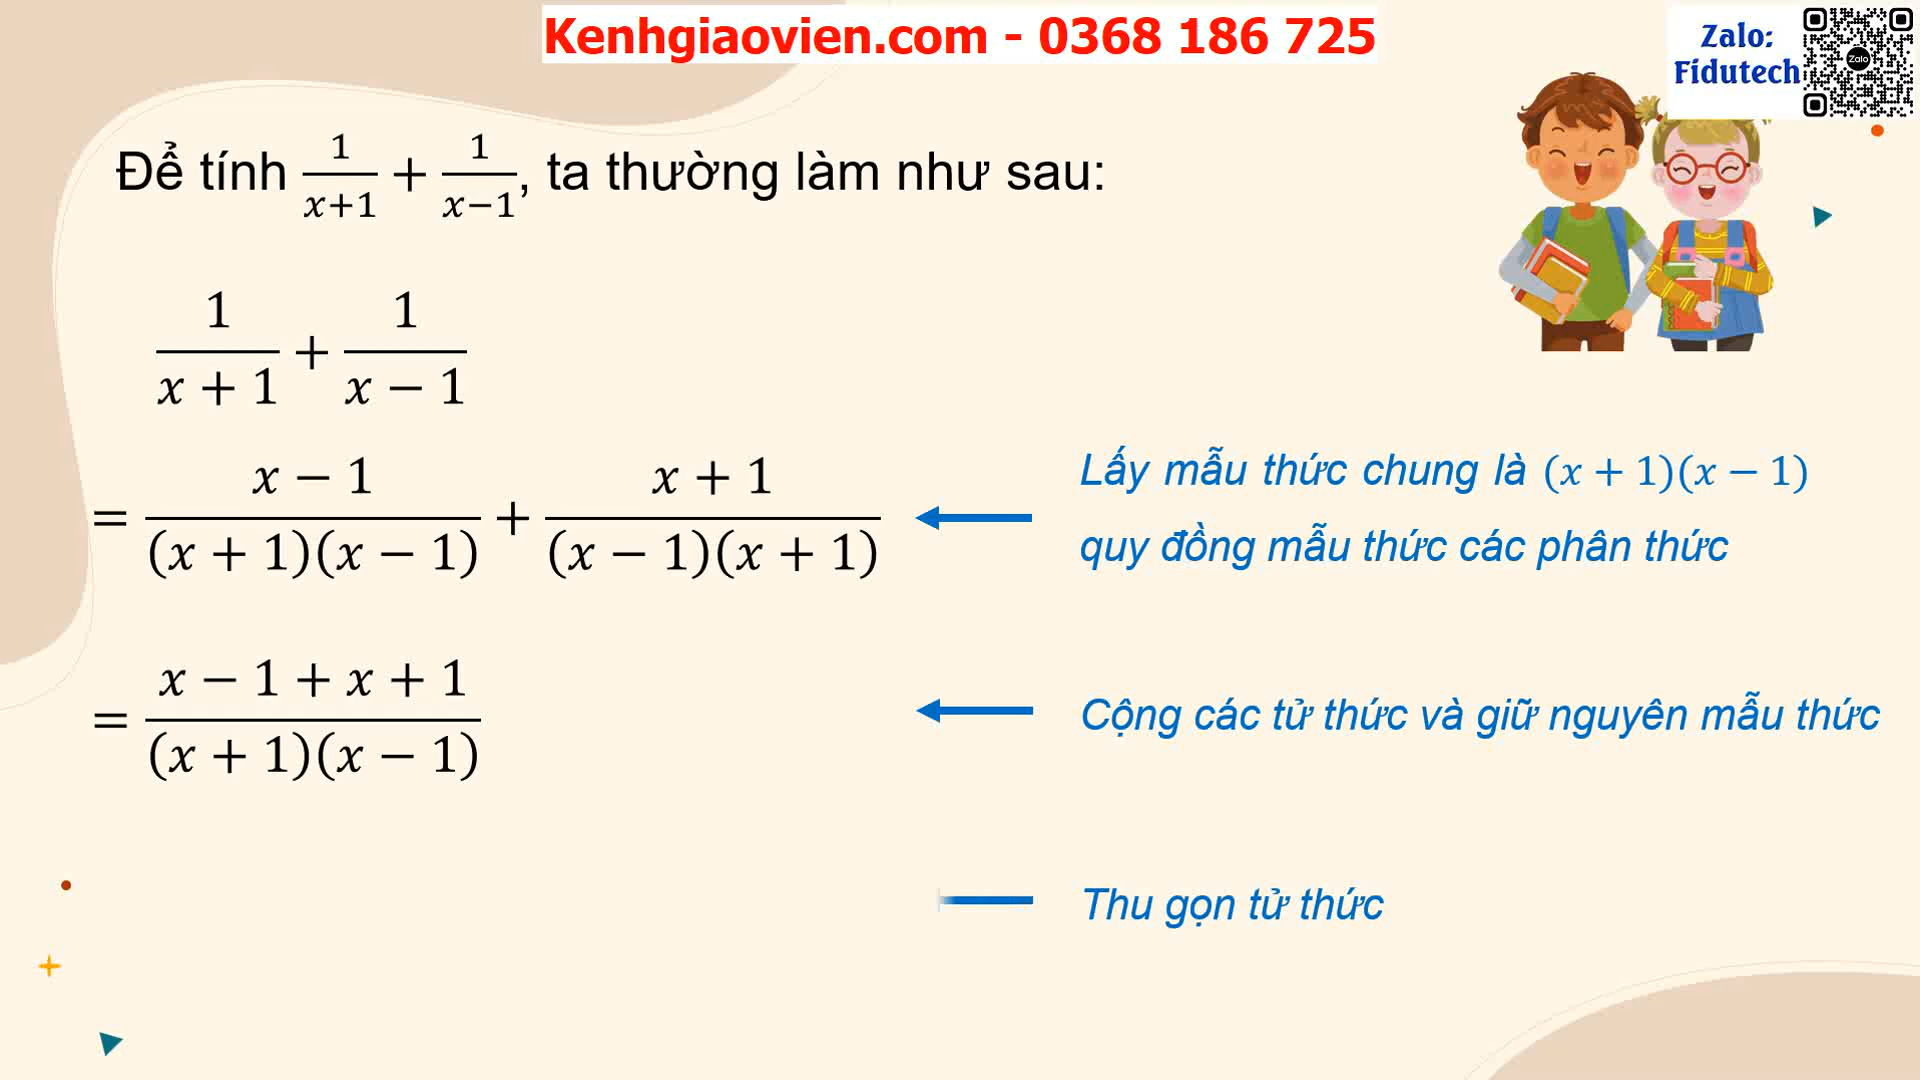 Kenhgiaovien.com - 0368 186 725
Zalo:
Fidutech
Zalo
Để tính 1/(x+1) + 1/(x−1), ta thường làm như sau:
1/(x + 1) + 1/(x − 1)
= (x − 1)/((x + 1)(x − 1)) + (x + 1)/((x − 1)(x + 1))
Lấy mẫu thức chung là (x + 1)(x − 1)
quy đồng mẫu thức các phân thức
= (x − 1 + x + 1)/((x + 1)(x − 1))
Cộng các tử thức và giữ nguyên mẫu thức
Thu gọn tử thức